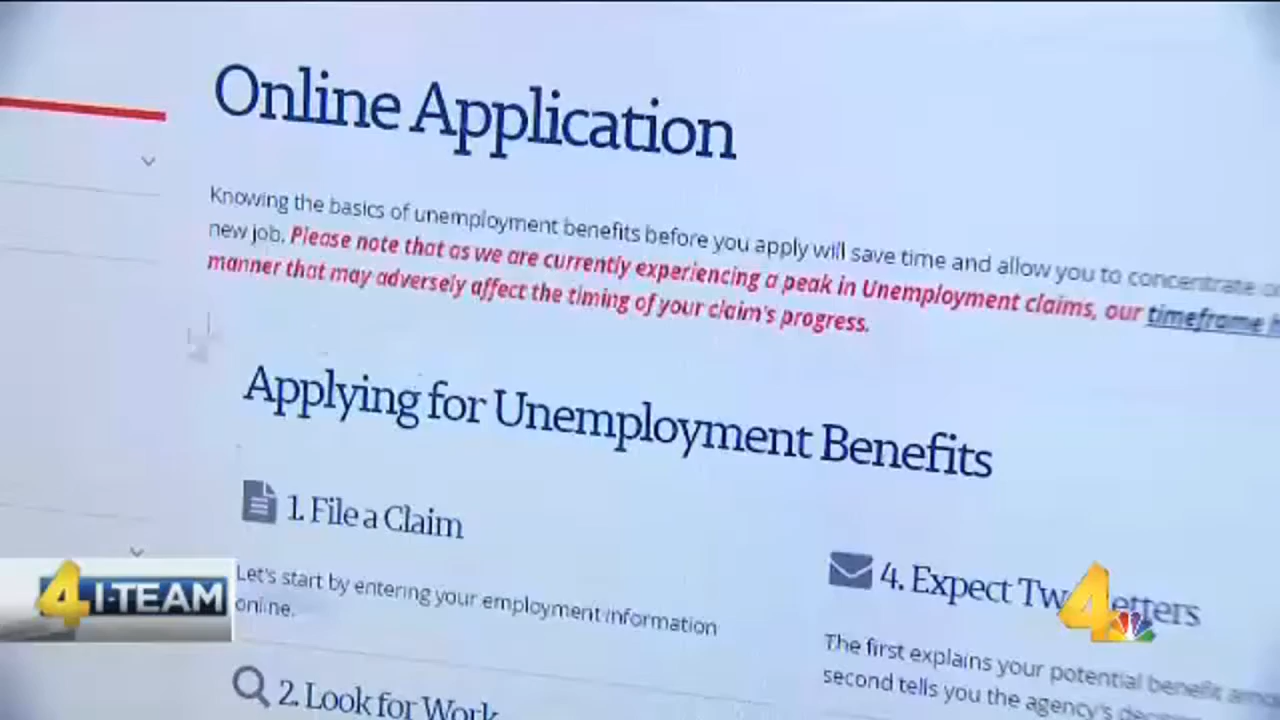 Online Application
Knowing the basics of unemployment benefits before you apply will save time and allow you to concentrate
new job. Please note that as we are currently experiencing a peak in Unemployment claims, our timeframe
manner that may adversely affect the timing of your claim's progress.
Applying for Unemployment Benefits
1. File a Claim
Let's start by entering your employment information
online.
2. Look for Work
4. Expect Two Letters
The first explains your potential benefit
second tells you the agency's
4 I-TEAM
4